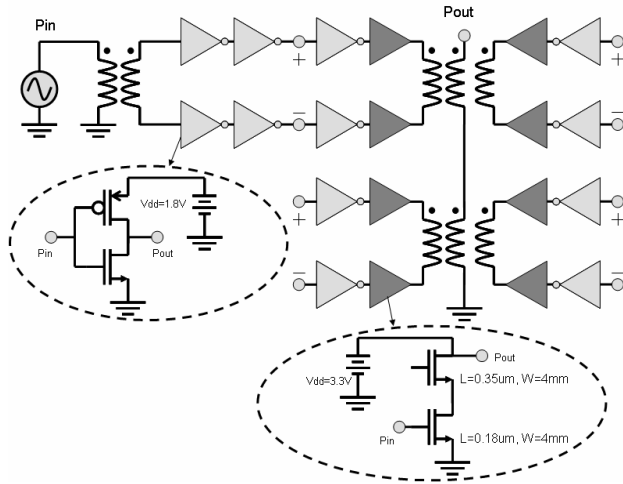 Pin
Pout
+
+
−
−
Vdd=1.8V
Pin
Pout
+
+
−
−
Pout
Vdd=3.3V
L=0.35um, W=4mm
Pin
L=0.18um, W=4mm